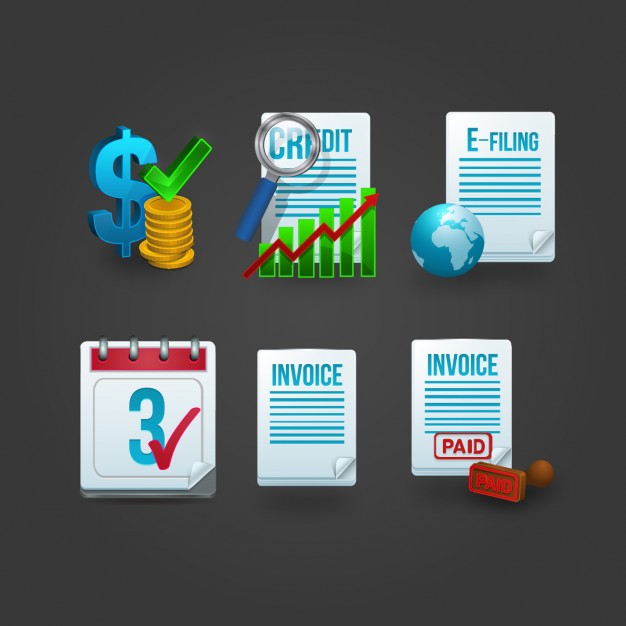 $
CREDIT
E-FILING
3
INVOICE
INVOICE
PAID
PAID